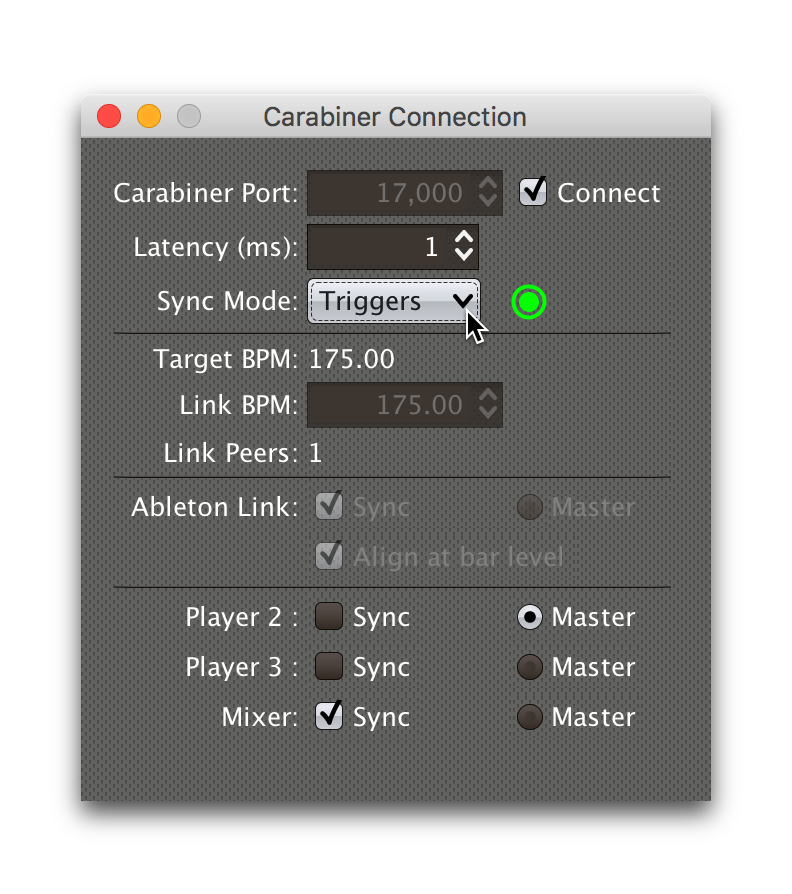 Carabiner Connection
Carabiner Port: 17,000 Connect
Latency (ms): 1
Sync Mode: Triggers
Target BPM: 175.00
Link BPM: 175.00
Link Peers: 1
Ableton Link: Sync Master
Align at bar level
Player 2 : Sync Master
Player 3 : Sync Master
Mixer: Sync Master